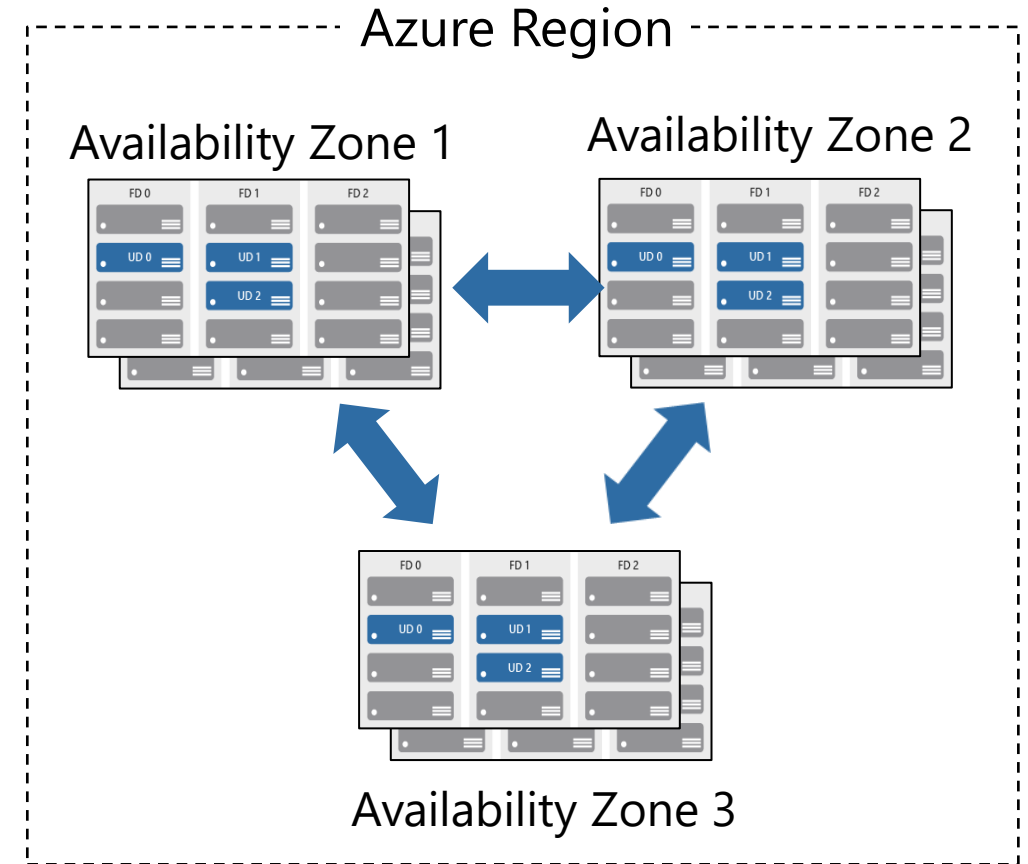 Azure Region
Availability Zone 1
FD 0 FD 1 FD 2
UD 0 UD 1
UD 2
Availability Zone 2
FD 0 FD 1 FD 2
UD 0 UD 1
UD 2
FD 0 FD 1 FD 2
UD 0 UD 1
UD 2
Availability Zone 3